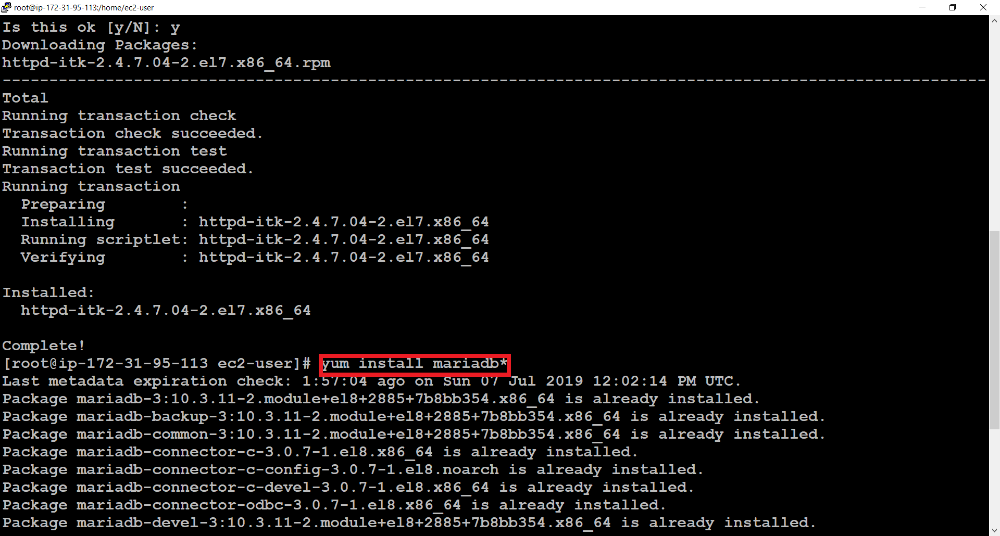 root@ip-172-31-95-113:/home/ec2-user
Is this ok [y/N]: y
Downloading Packages:
httpd-itk-2.4.7.04-2.el7.x86_64.rpm
---------------------------------------------------------------------------------------------------------
Total
Running transaction check
Transaction check succeeded.
Running transaction test
Transaction test succeeded.
Running transaction
  Preparing        :
  Installing       : httpd-itk-2.4.7.04-2.el7.x86_64
  Running scriptlet: httpd-itk-2.4.7.04-2.el7.x86_64
  Verifying        : httpd-itk-2.4.7.04-2.el7.x86_64
Installed:
  httpd-itk-2.4.7.04-2.el7.x86_64
Complete!
[root@ip-172-31-95-113 ec2-user]# yum install mariadb*
Last metadata expiration check: 1:57:04 ago on Sun 07 Jul 2019 12:02:14 PM UTC.
Package mariadb-3:10.3.11-2.module+el8+2885+7b8bb354.x86_64 is already installed.
Package mariadb-backup-3:10.3.11-2.module+el8+2885+7b8bb354.x86_64 is already installed.
Package mariadb-common-3:10.3.11-2.module+el8+2885+7b8bb354.x86_64 is already installed.
Package mariadb-connector-c-3.0.7-1.el8.x86_64 is already installed.
Package mariadb-connector-c-config-3.0.7-1.el8.noarch is already installed.
Package mariadb-connector-c-devel-3.0.7-1.el8.x86_64 is already installed.
Package mariadb-connector-odbc-3.0.7-1.el8.x86_64 is already installed.
Package mariadb-devel-3:10.3.11-2.module+el8+2885+7b8bb354.x86_64 is already installed.